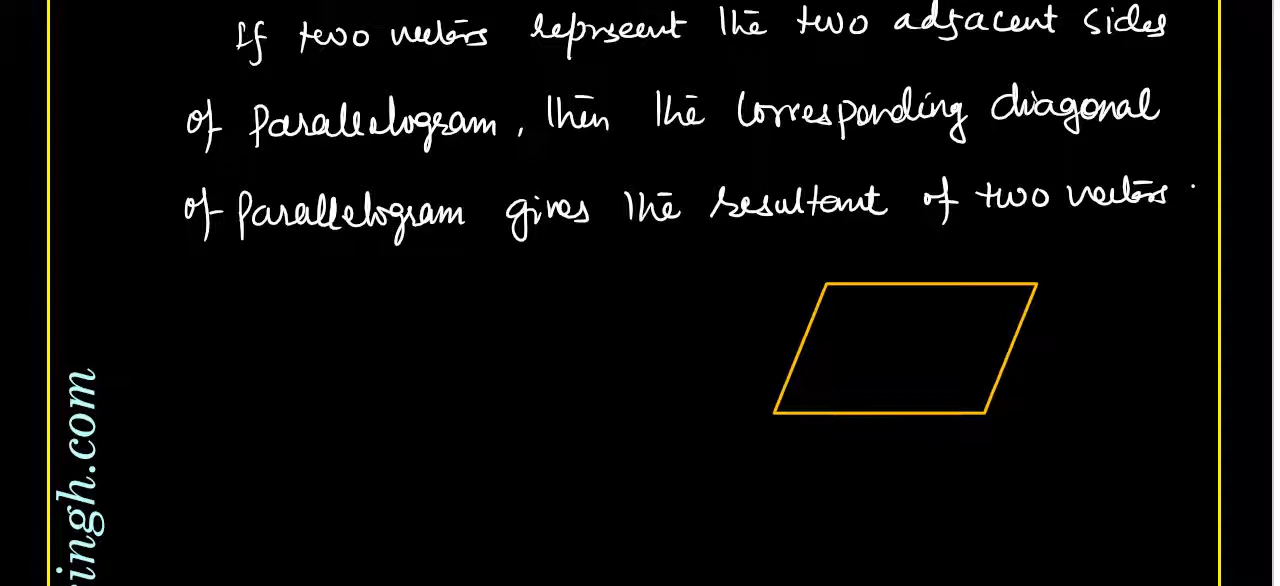 If two vectors represent the two adjacent sides
of parallelogram, then the corresponding diagonal
of parallelogram gives the resultant of two vectors.
ingh.com